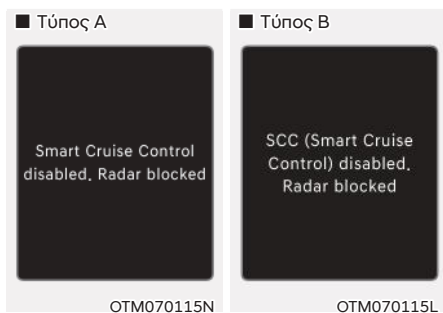 ■ Τύπος A
Smart Cruise Control
disabled. Radar blocked
OTM070115N
■ Τύπος B
SCC (Smart Cruise
Control) disabled.
Radar blocked
OTM070115L